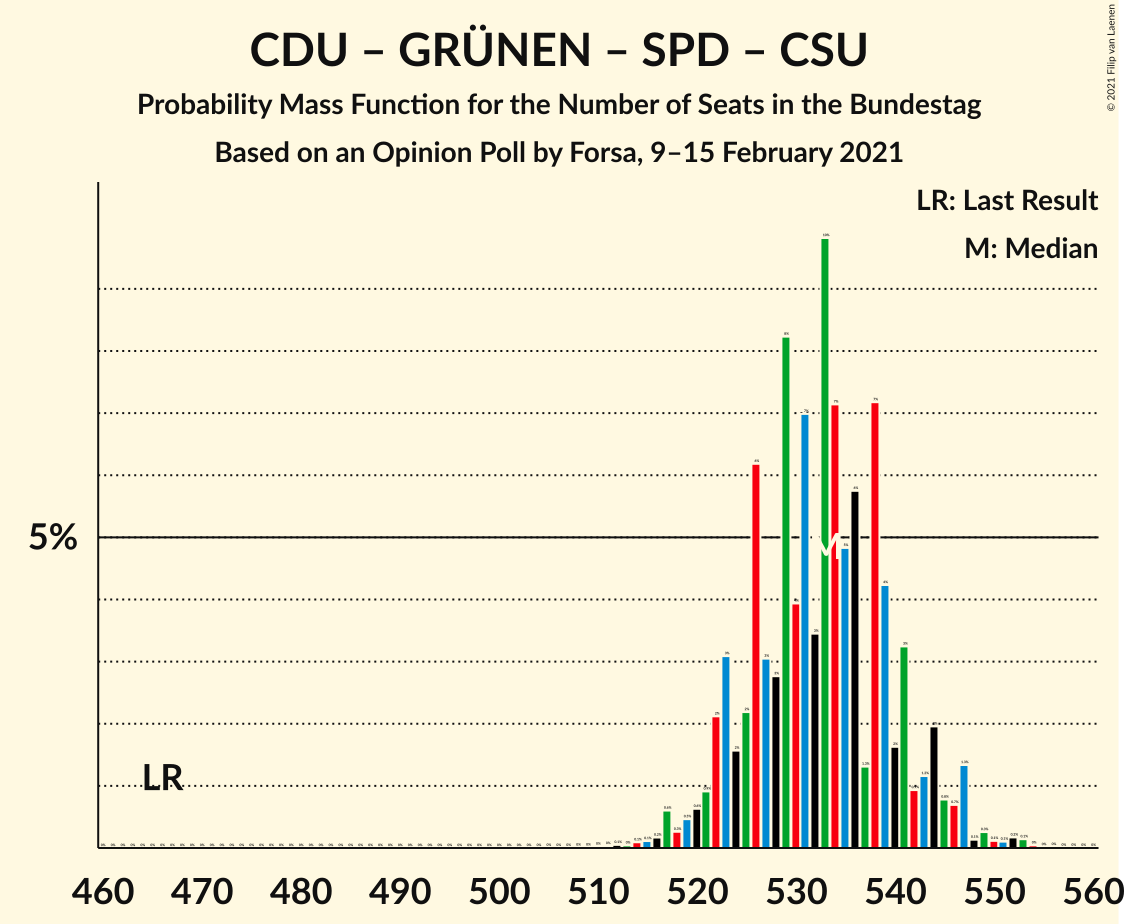 CDU – GRÜNEN – SPD – CSU
Probability Mass Function for the Number of Seats in the Bundestag
Based on an Opinion Poll by Forsa, 9–15 February 2021
© 2021 Filip van Laenen
LR: Last Result
M: Median
5%
M
LR
460 470 480 490 500 510 520 530 540 550 560